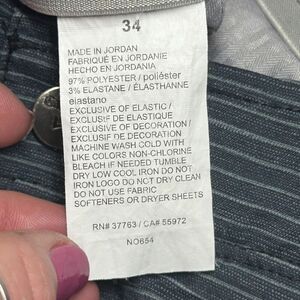 34
MADE IN JORDAN
FABRIQUÉ EN JORDANIE
HECHO EN JORDANIA
97% POLYESTER / poliéster
3% ELASTANE / ÉLASTHANNE
elastano
EXCLUSIVE OF ELASTIC /
EXCLUSIF DE ELASTIQUE
EXCLUSIVE OF DECORATION /
EXCLUSIF DE DECORATION
MACHINE WASH COLD WITH
LIKE COLORS NON-CHLORINE
BLEACH IF NEEDED TUMBLE
DRY LOW COOL IRON DO NOT
IRON LOGO DO NOT DRY CLEAN
DO NOT USE FABRIC
SOFTENERS OR DRYER SHEETS
RN# 37763 / CA# 55972
NO654